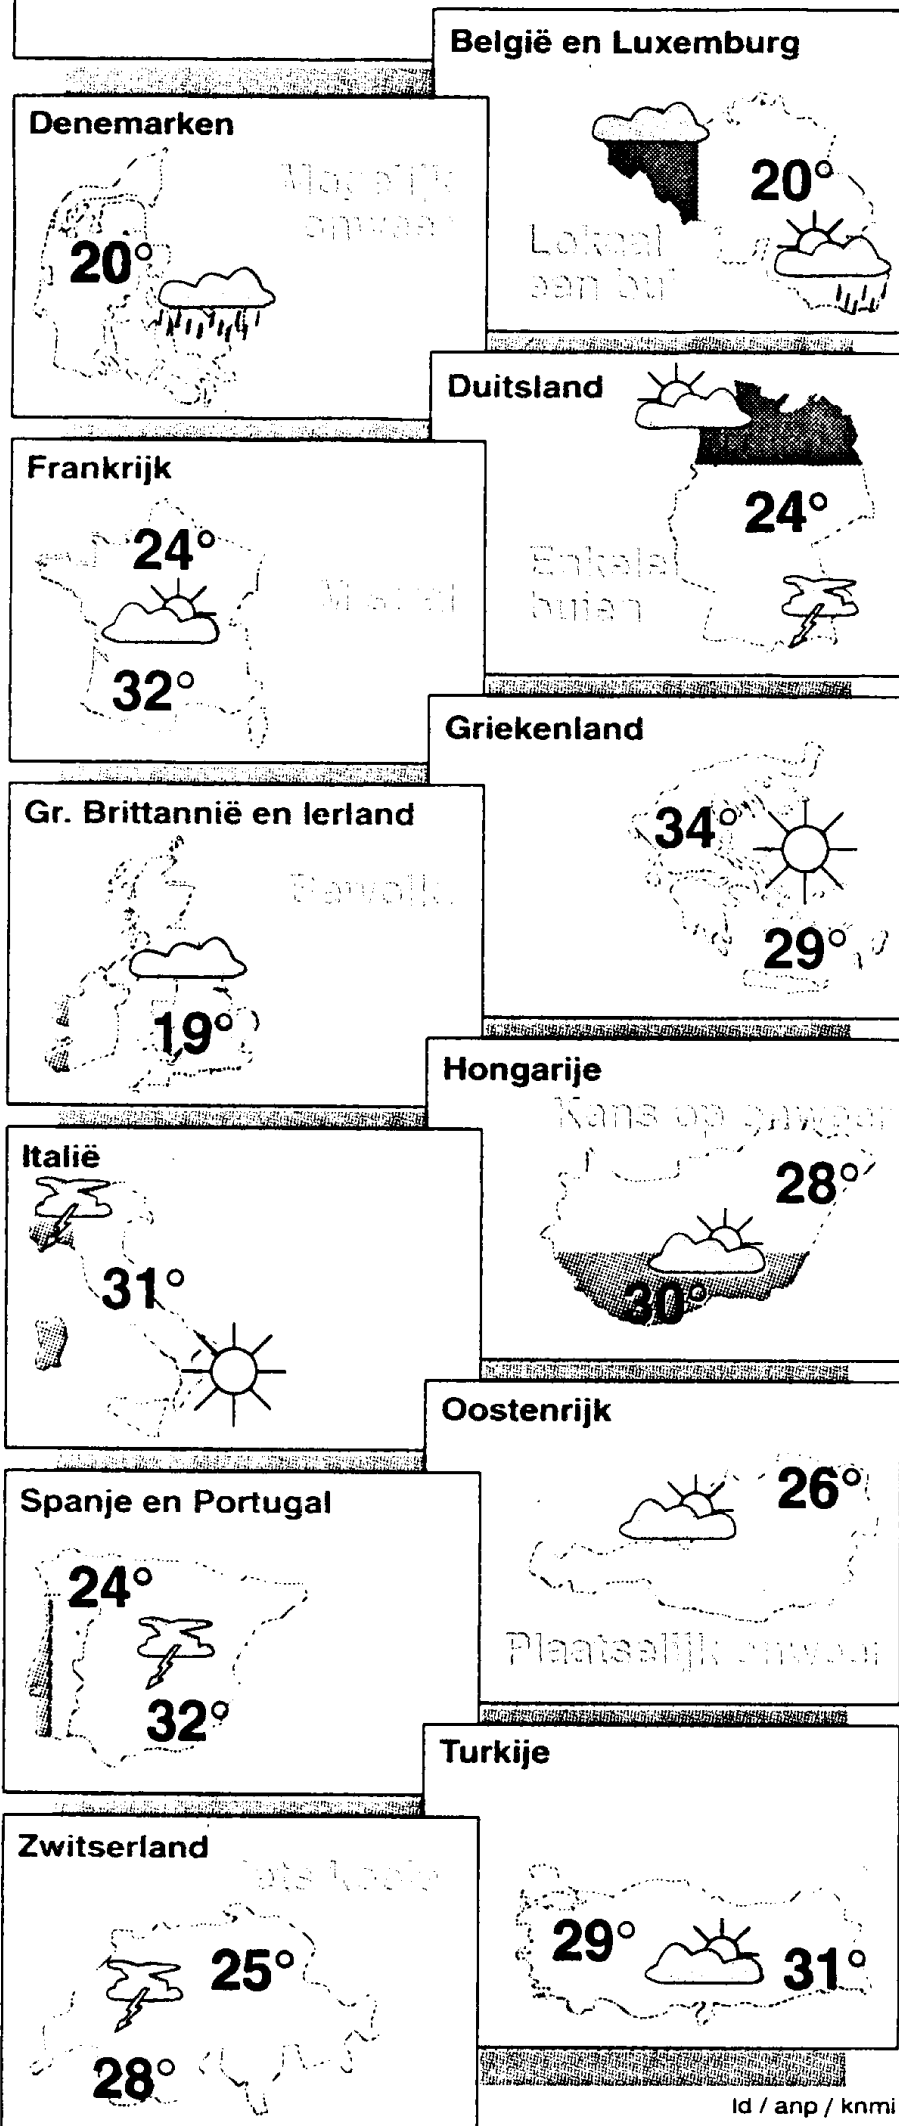 België en Luxemburg
20°
Lokaal
een bui
Denemarken
Mogelijk
20°
Duitsland
24°
Enkele
buien
Frankrijk
24°
32°
Griekenland
34°
29°
Gr. Brittannië en Ierland
19°
Hongarije
Kans op onweer
28°
30°
Italië
31°
Oostenrijk
26°
Plaatselijk onweer
Spanje en Portugal
24°
32°
Turkije
29°
31°
Zwitserland
25°
28°
ld / anp / knmi